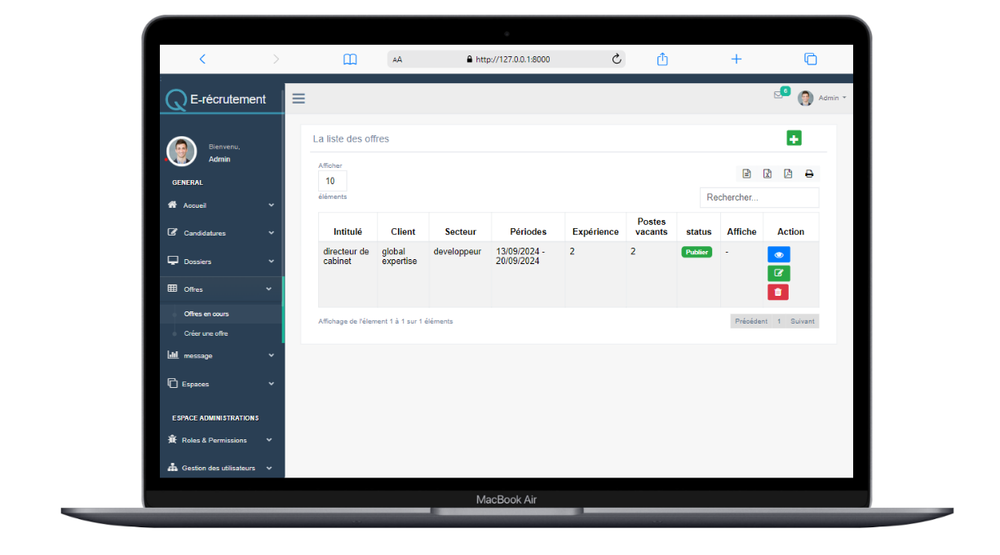 AA
http://127.0.0.1:8000
E-récrutement
6
Admin
Bienvenu,
Admin
GENERAL
Accueil
Candidatures
Dossiers
Offres
Offres en cours
Créer une offre
message
Espaces
ESPACE ADMINISTRATIONS
Roles & Permissions
Gestion des utilisateurs
La liste des offres
Afficher
10
éléments
Rechercher...
Intitulé Client Secteur Périodes Expérience Postes vacants status Affiche Action
directeur de cabinet global expertise developpeur 13/09/2024 - 20/09/2024 2 2 Publier -
Affichage de l'élement 1 à 1 sur 1 éléments
Précédent 1 Suivant
MacBook Air